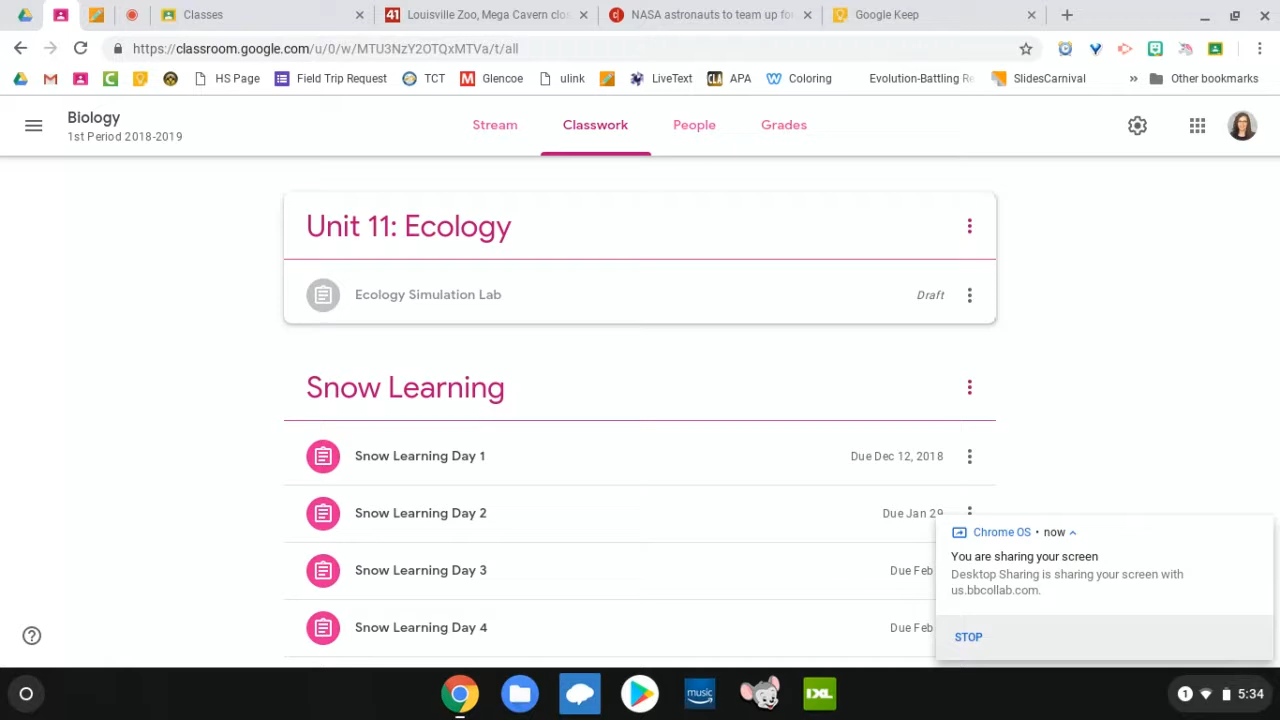 Classes
Louisville Zoo, Mega Cavern clos
NASA astronauts to team up for
Google Keep
https://classroom.google.com/u/0/w/MTU3NzY2OTQxMTVa/t/all
HS Page
Field Trip Request
TCT
Glencoe
ulink
LiveText
APA
Coloring
Evolution-Battling Re
SlidesCarnival
Other bookmarks
Biology
1st Period 2018-2019
Stream
Classwork
People
Grades
Unit 11: Ecology
Ecology Simulation Lab
Draft
Snow Learning
Snow Learning Day 1
Due Dec 12, 2018
Snow Learning Day 2
Due Jan 29
Snow Learning Day 3
Due Feb
Snow Learning Day 4
Due Feb
Chrome OS • now
You are sharing your screen
Desktop Sharing is sharing your screen with
us.bbcollab.com.
STOP
music
IXL
1
5:34